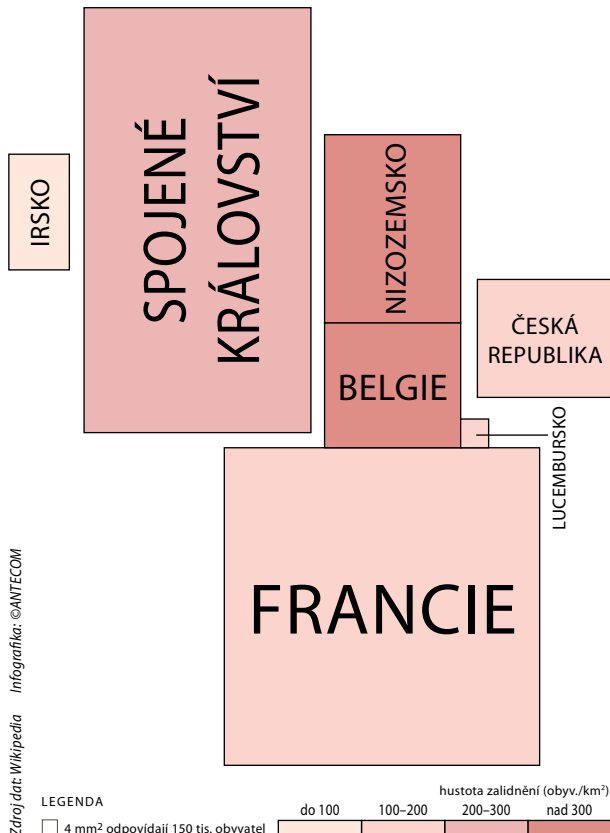 SPOJENÉ
KRÁLOVSTVÍ
IRSKO
NIZOZEMSKO
ČESKÁ
REPUBLIKA
BELGIE
LUCEMBURSKO
FRANCIE
Zdroj dat: Wikipedia Infografika: ©ANTECOM
LEGENDA
4 mm² odpovídají 150 tis. obyvatel
hustota zalidnění (obyv./km²)
do 100 100–200 200–300 nad 300